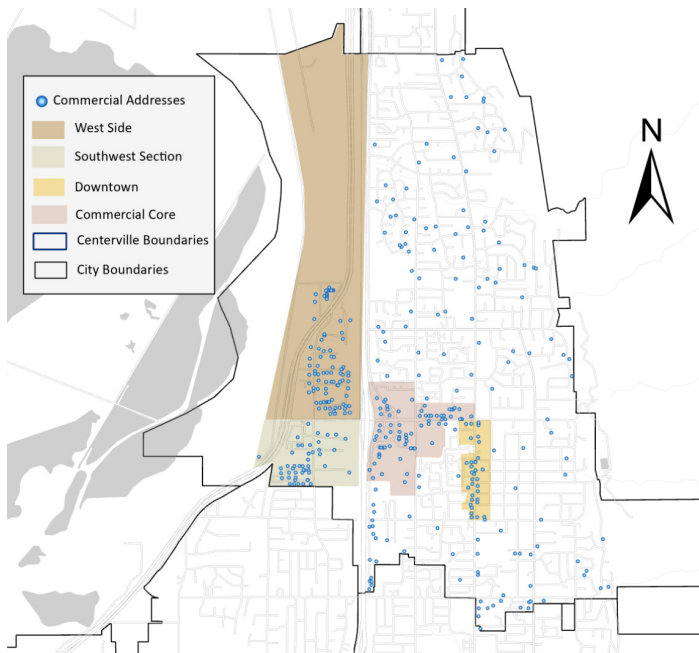 Commercial Addresses
West Side
Southwest Section
Downtown
Commercial Core
Centerville Boundaries
City Boundaries
N